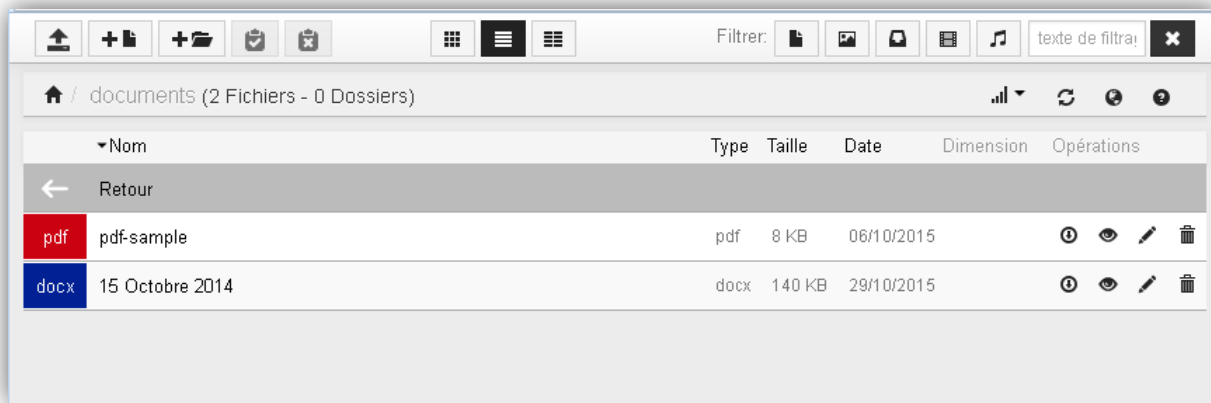 Filtrer: texte de filtrag
/ documents (2 Fichiers - 0 Dossiers)
Nom Type Taille Date Dimension Opérations
Retour
pdf pdf-sample pdf 8 KB 06/10/2015
docx 15 Octobre 2014 docx 140 KB 29/10/2015